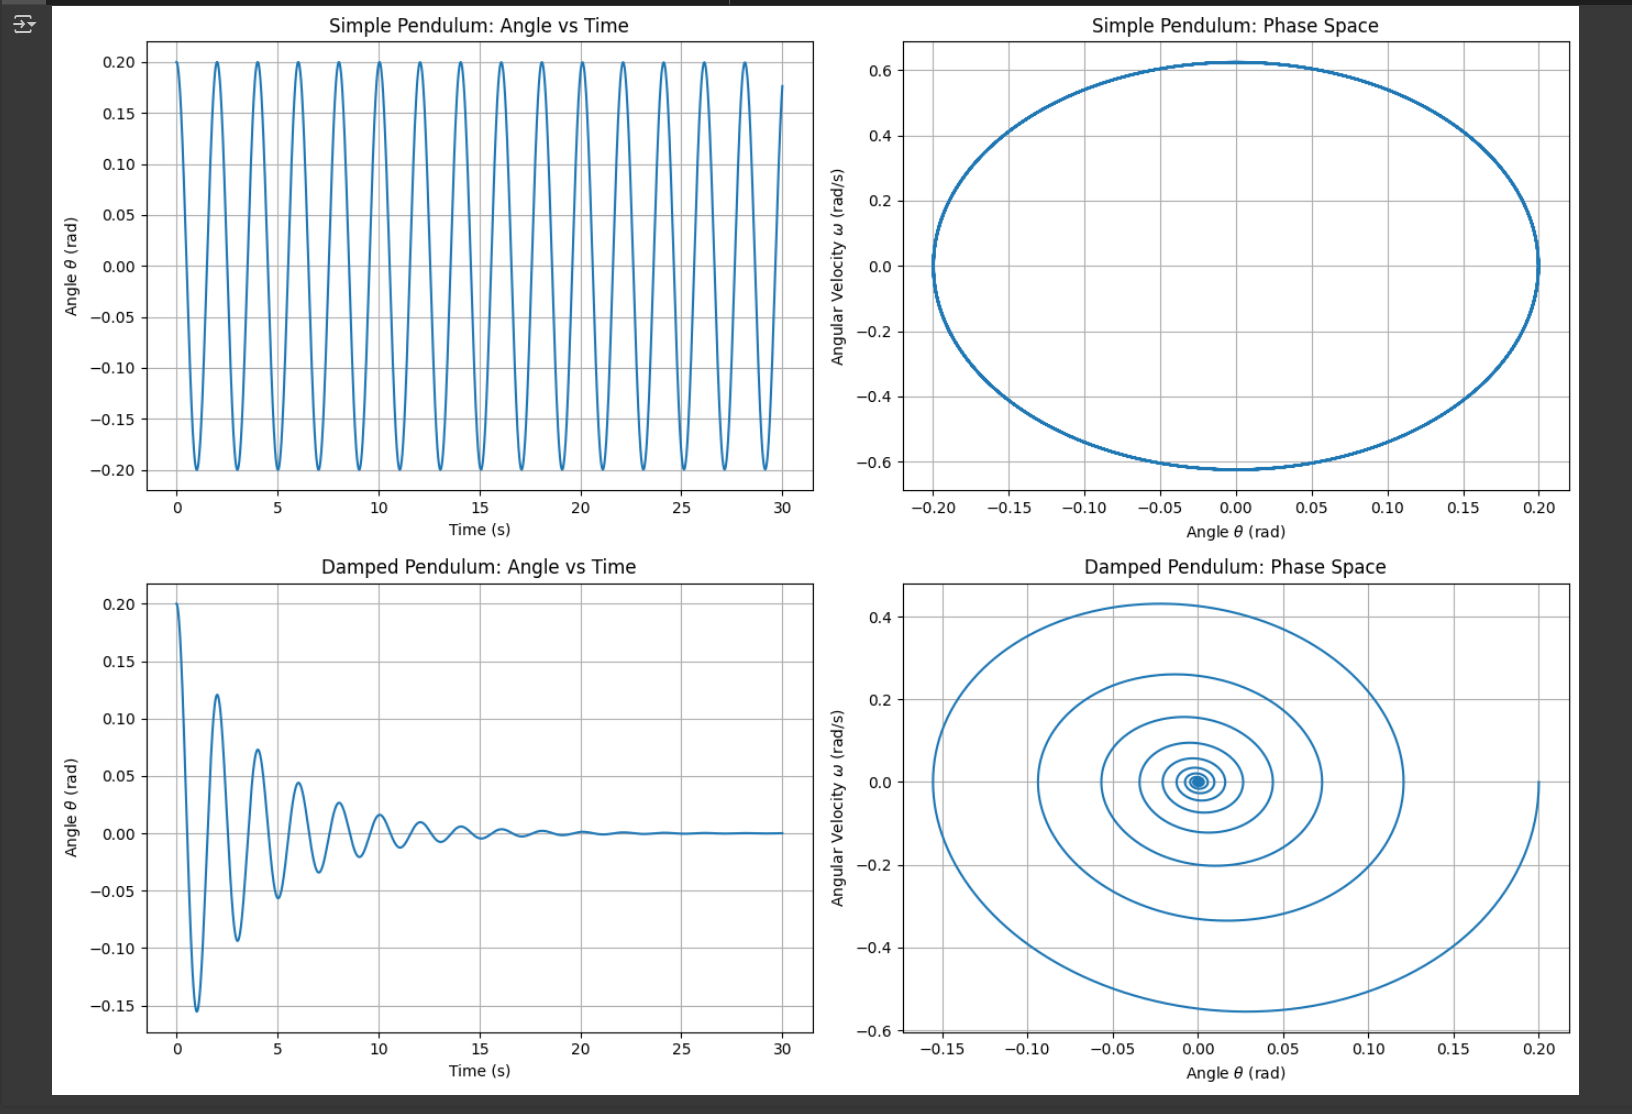 Simple Pendulum: Angle vs Time
Angle θ (rad)
0.20
0.15
0.10
0.05
0.00
−0.05
−0.10
−0.15
−0.20
0 5 10 15 20 25 30
Time (s)
Simple Pendulum: Phase Space
Angular Velocity ω (rad/s)
0.6
0.4
0.2
0.0
−0.2
−0.4
−0.6
−0.20 −0.15 −0.10 −0.05 0.00 0.05 0.10 0.15 0.20
Angle θ (rad)
Damped Pendulum: Angle vs Time
Angle θ (rad)
0.20
0.15
0.10
0.05
0.00
−0.05
−0.10
−0.15
0 5 10 15 20 25 30
Time (s)
Damped Pendulum: Phase Space
Angular Velocity ω (rad/s)
0.4
0.2
0.0
−0.2
−0.4
−0.6
−0.15 −0.10 −0.05 0.00 0.05 0.10 0.15 0.20
Angle θ (rad)